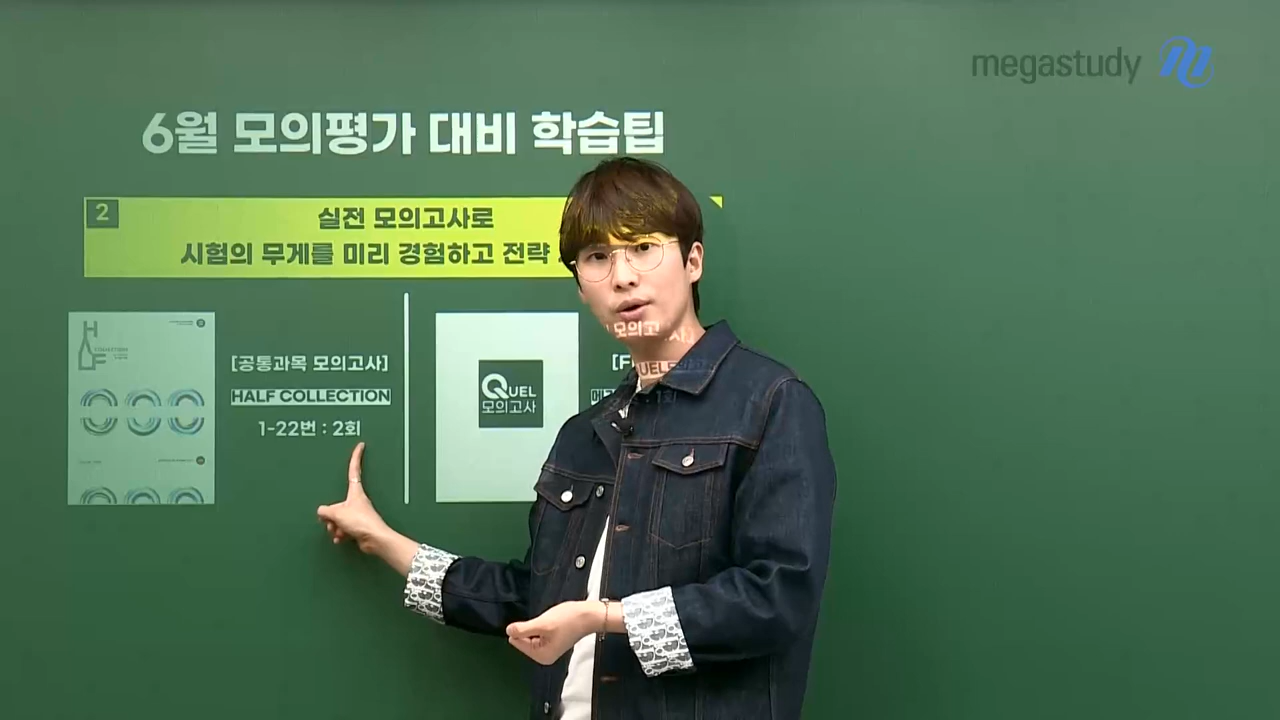 megastudy
6월 모의평가 대비 학습팁
2
실전 모의고사로
시험의 무게를 미리 경험하고 전략
[공통과목 모의고사]
HALF COLLECTION
1-22번 : 2회
QUEL
모의고사